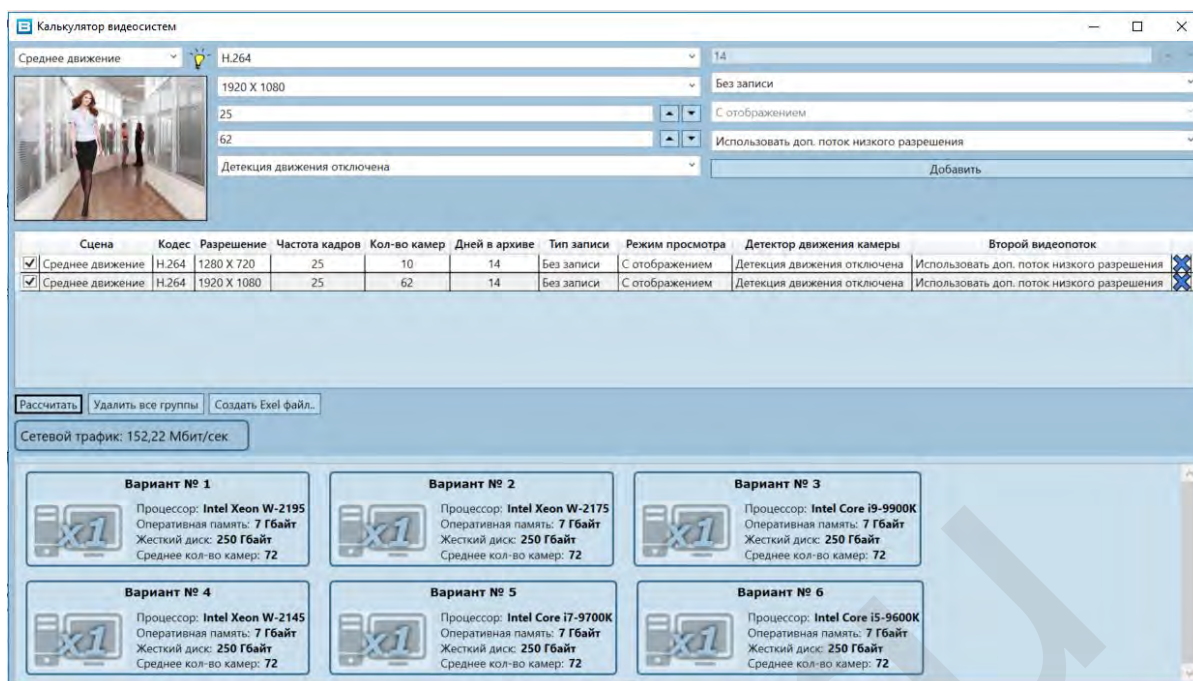 Калькулятор видеосистем
Среднее движение
H.264
14
1920 X 1080
Без записи
25
С отображением
62
Использовать доп. поток низкого разрешения
Детекция движения отключена
Добавить
Сцена Кодес Разрешение Частота кадров Кол-во камер Дней в архиве Тип записи Режим просмотра Детектор движения камеры Второй видеопоток
Среднее движение H.264 1280 X 720 25 10 14 Без записи С отображением Детекция движения отключена Использовать доп. поток низкого разрешения
Среднее движение H.264 1920 X 1080 25 62 14 Без записи С отображением Детекция движения отключена Использовать доп. поток низкого разрешения
Рассчитать Удалить все группы Создать Exel файл..
Сетевой трафик: 152,22 Мбит/сек
Вариант № 1
x1
Процессор: Intel Xeon W-2195
Оперативная память: 7 Гбайт
Жесткий диск: 250 Гбайт
Среднее кол-во камер: 72
Вариант № 2
x1
Процессор: Intel Xeon W-2175
Оперативная память: 7 Гбайт
Жесткий диск: 250 Гбайт
Среднее кол-во камер: 72
Вариант № 3
x1
Процессор: Intel Core i9-9900K
Оперативная память: 7 Гбайт
Жесткий диск: 250 Гбайт
Среднее кол-во камер: 72
Вариант № 4
x1
Процессор: Intel Xeon W-2145
Оперативная память: 7 Гбайт
Жесткий диск: 250 Гбайт
Среднее кол-во камер: 72
Вариант № 5
x1
Процессор: Intel Core i7-9700K
Оперативная память: 7 Гбайт
Жесткий диск: 250 Гбайт
Среднее кол-во камер: 72
Вариант № 6
x1
Процессор: Intel Core i5-9600K
Оперативная память: 7 Гбайт
Жесткий диск: 250 Гбайт
Среднее кол-во камер: 72